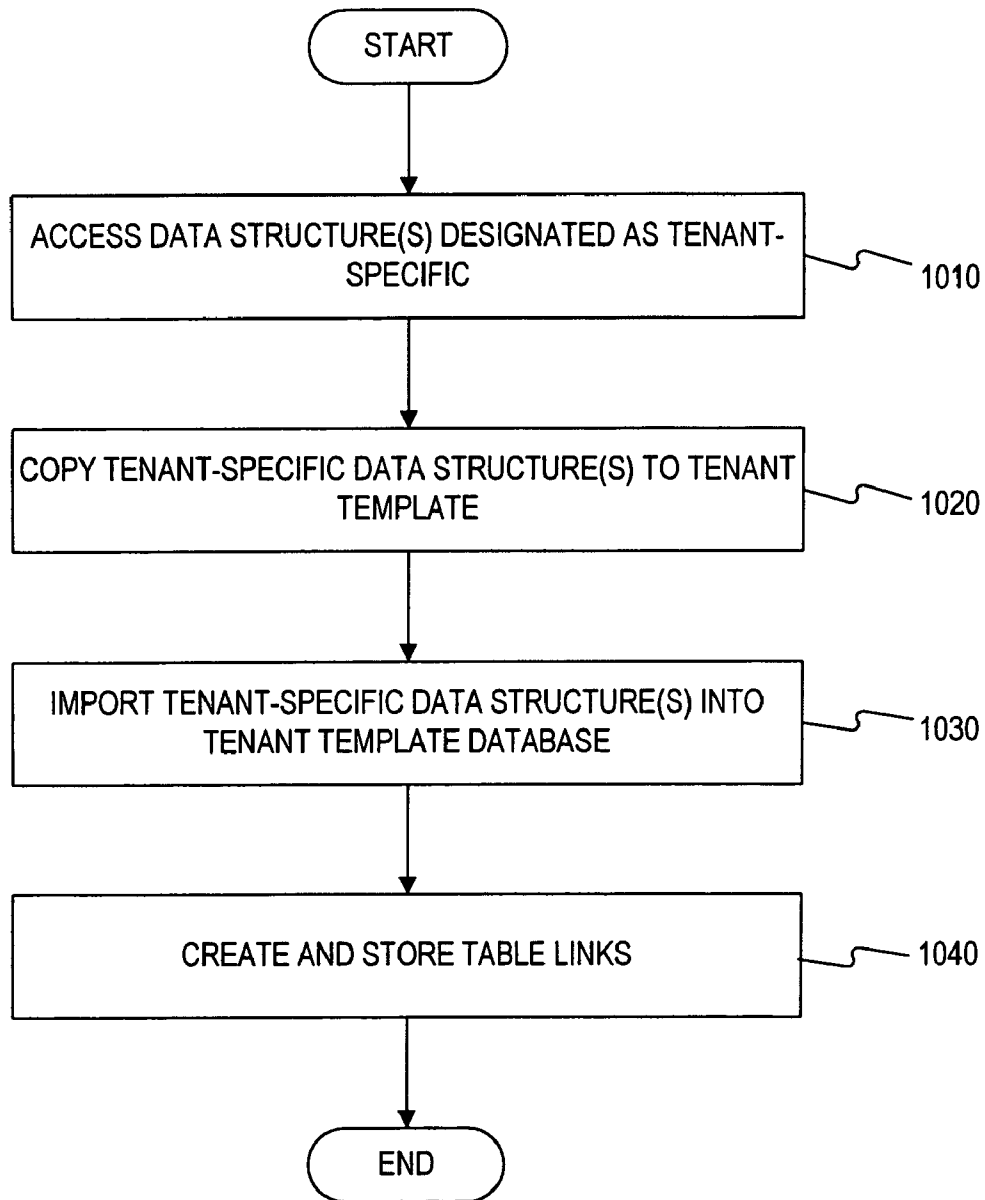 START
ACCESS DATA STRUCTURE(S) DESIGNATED AS TENANT-
SPECIFIC
1010
COPY TENANT-SPECIFIC DATA STRUCTURE(S) TO TENANT
TEMPLATE
1020
IMPORT TENANT-SPECIFIC DATA STRUCTURE(S) INTO
TENANT TEMPLATE DATABASE
1030
CREATE AND STORE TABLE LINKS
1040
END